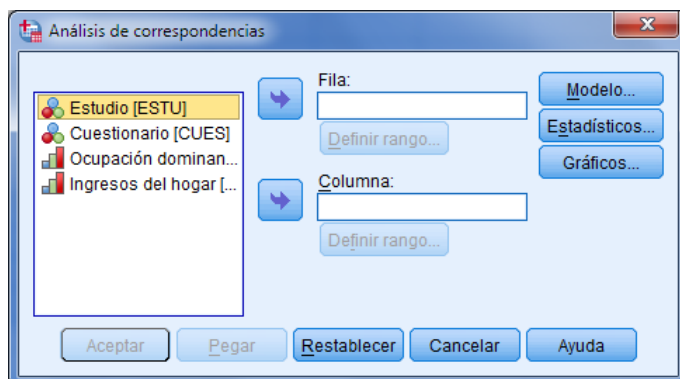 Análisis de correspondencias
Estudio [ESTU]
Cuestionario [CUES]
Ocupación dominan...
Ingresos del hogar [...
Fila:
Definir rango...
Columna:
Definir rango...
Modelo...
Estadísticos...
Gráficos...
Aceptar
Pegar
Restablecer
Cancelar
Ayuda